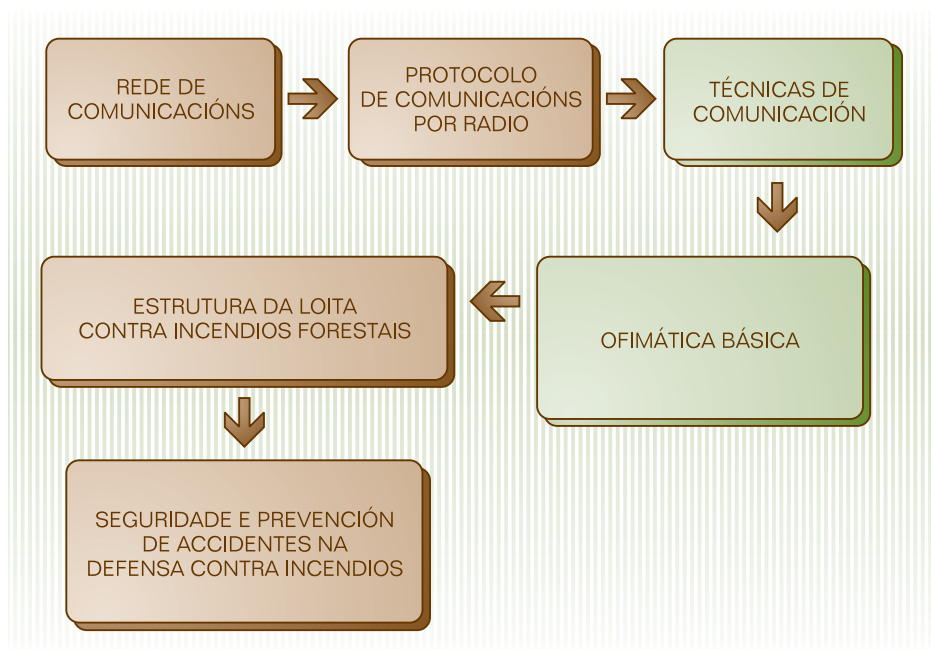 REDE DE
COMUNICACIÓNS
PROTOCOLO
DE COMUNICACIÓNS
POR RADIO
TÉCNICAS DE
COMUNICACIÓN
OFIMÁTICA BÁSICA
ESTRUTURA DA LOITA
CONTRA INCENDIOS FORESTAIS
SEGURIDADE E PREVENCIÓN
DE ACCIDENTES NA
DEFENSA CONTRA INCENDIOS